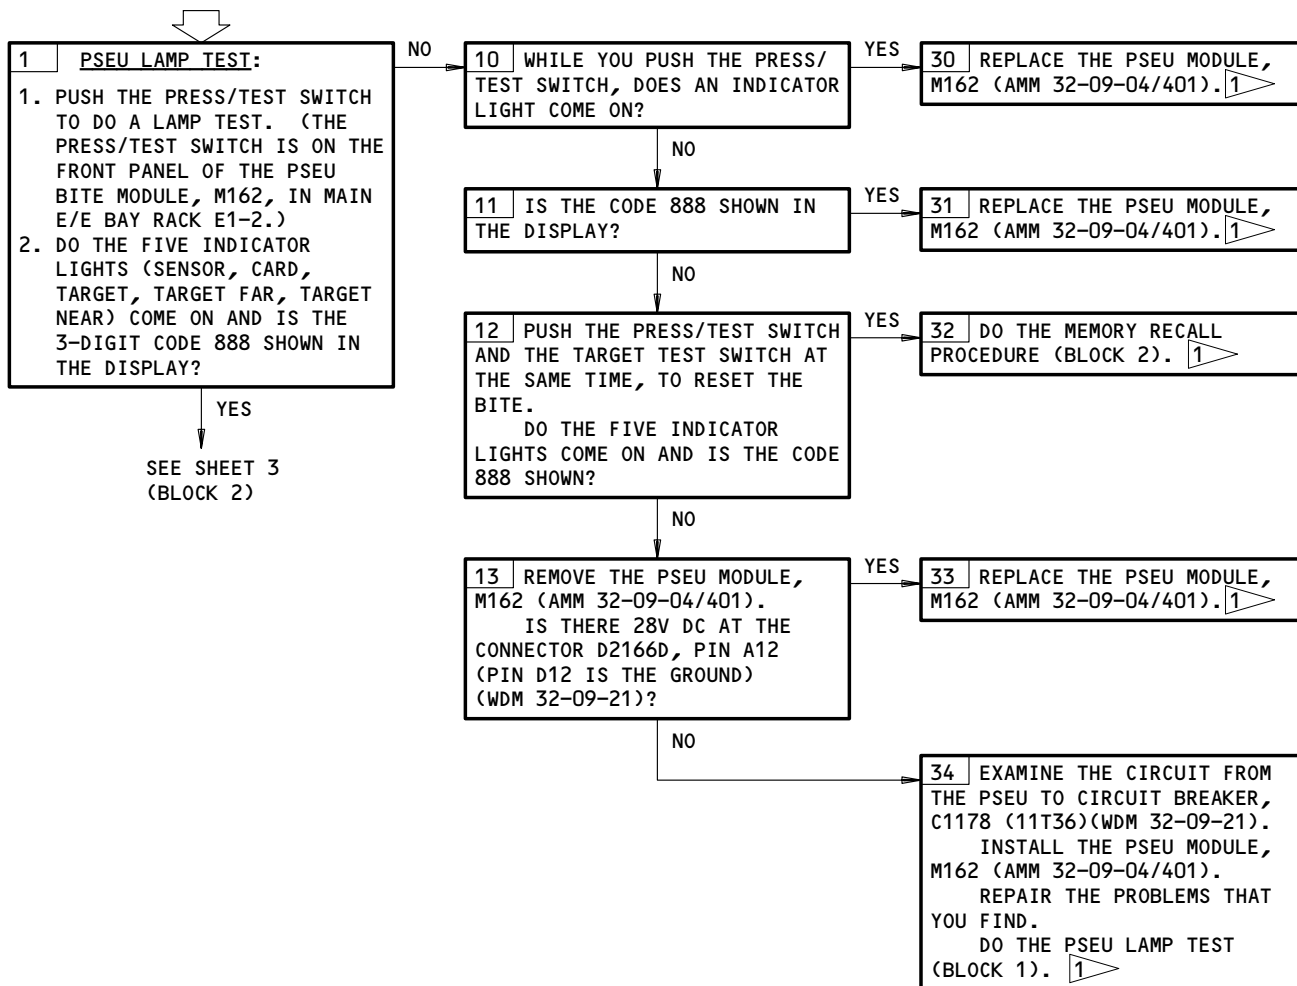 1 PSEU LAMP TEST:
1. PUSH THE PRESS/TEST SWITCH
TO DO A LAMP TEST. (THE
PRESS/TEST SWITCH IS ON THE
FRONT PANEL OF THE PSEU
BITE MODULE, M162, IN MAIN
E/E BAY RACK E1-2.)
2. DO THE FIVE INDICATOR
LIGHTS (SENSOR, CARD,
TARGET, TARGET FAR, TARGET
NEAR) COME ON AND IS THE
3-DIGIT CODE 888 SHOWN IN
THE DISPLAY?
YES
SEE SHEET 3
(BLOCK 2)
NO
10 WHILE YOU PUSH THE PRESS/
TEST SWITCH, DOES AN INDICATOR
LIGHT COME ON?
YES
30 REPLACE THE PSEU MODULE,
M162 (AMM 32-09-04/401). 1
NO
11 IS THE CODE 888 SHOWN IN
THE DISPLAY?
YES
31 REPLACE THE PSEU MODULE,
M162 (AMM 32-09-04/401). 1
NO
12 PUSH THE PRESS/TEST SWITCH
AND THE TARGET TEST SWITCH AT
THE SAME TIME, TO RESET THE
BITE.
DO THE FIVE INDICATOR
LIGHTS COME ON AND IS THE CODE
888 SHOWN?
YES
32 DO THE MEMORY RECALL
PROCEDURE (BLOCK 2). 1
NO
13 REMOVE THE PSEU MODULE,
M162 (AMM 32-09-04/401).
IS THERE 28V DC AT THE
CONNECTOR D2166D, PIN A12
(PIN D12 IS THE GROUND)
(WDM 32-09-21)?
YES
33 REPLACE THE PSEU MODULE,
M162 (AMM 32-09-04/401). 1
NO
34 EXAMINE THE CIRCUIT FROM
THE PSEU TO CIRCUIT BREAKER,
C1178 (11T36)(WDM 32-09-21).
INSTALL THE PSEU MODULE,
M162 (AMM 32-09-04/401).
REPAIR THE PROBLEMS THAT
YOU FIND.
DO THE PSEU LAMP TEST
(BLOCK 1). 1